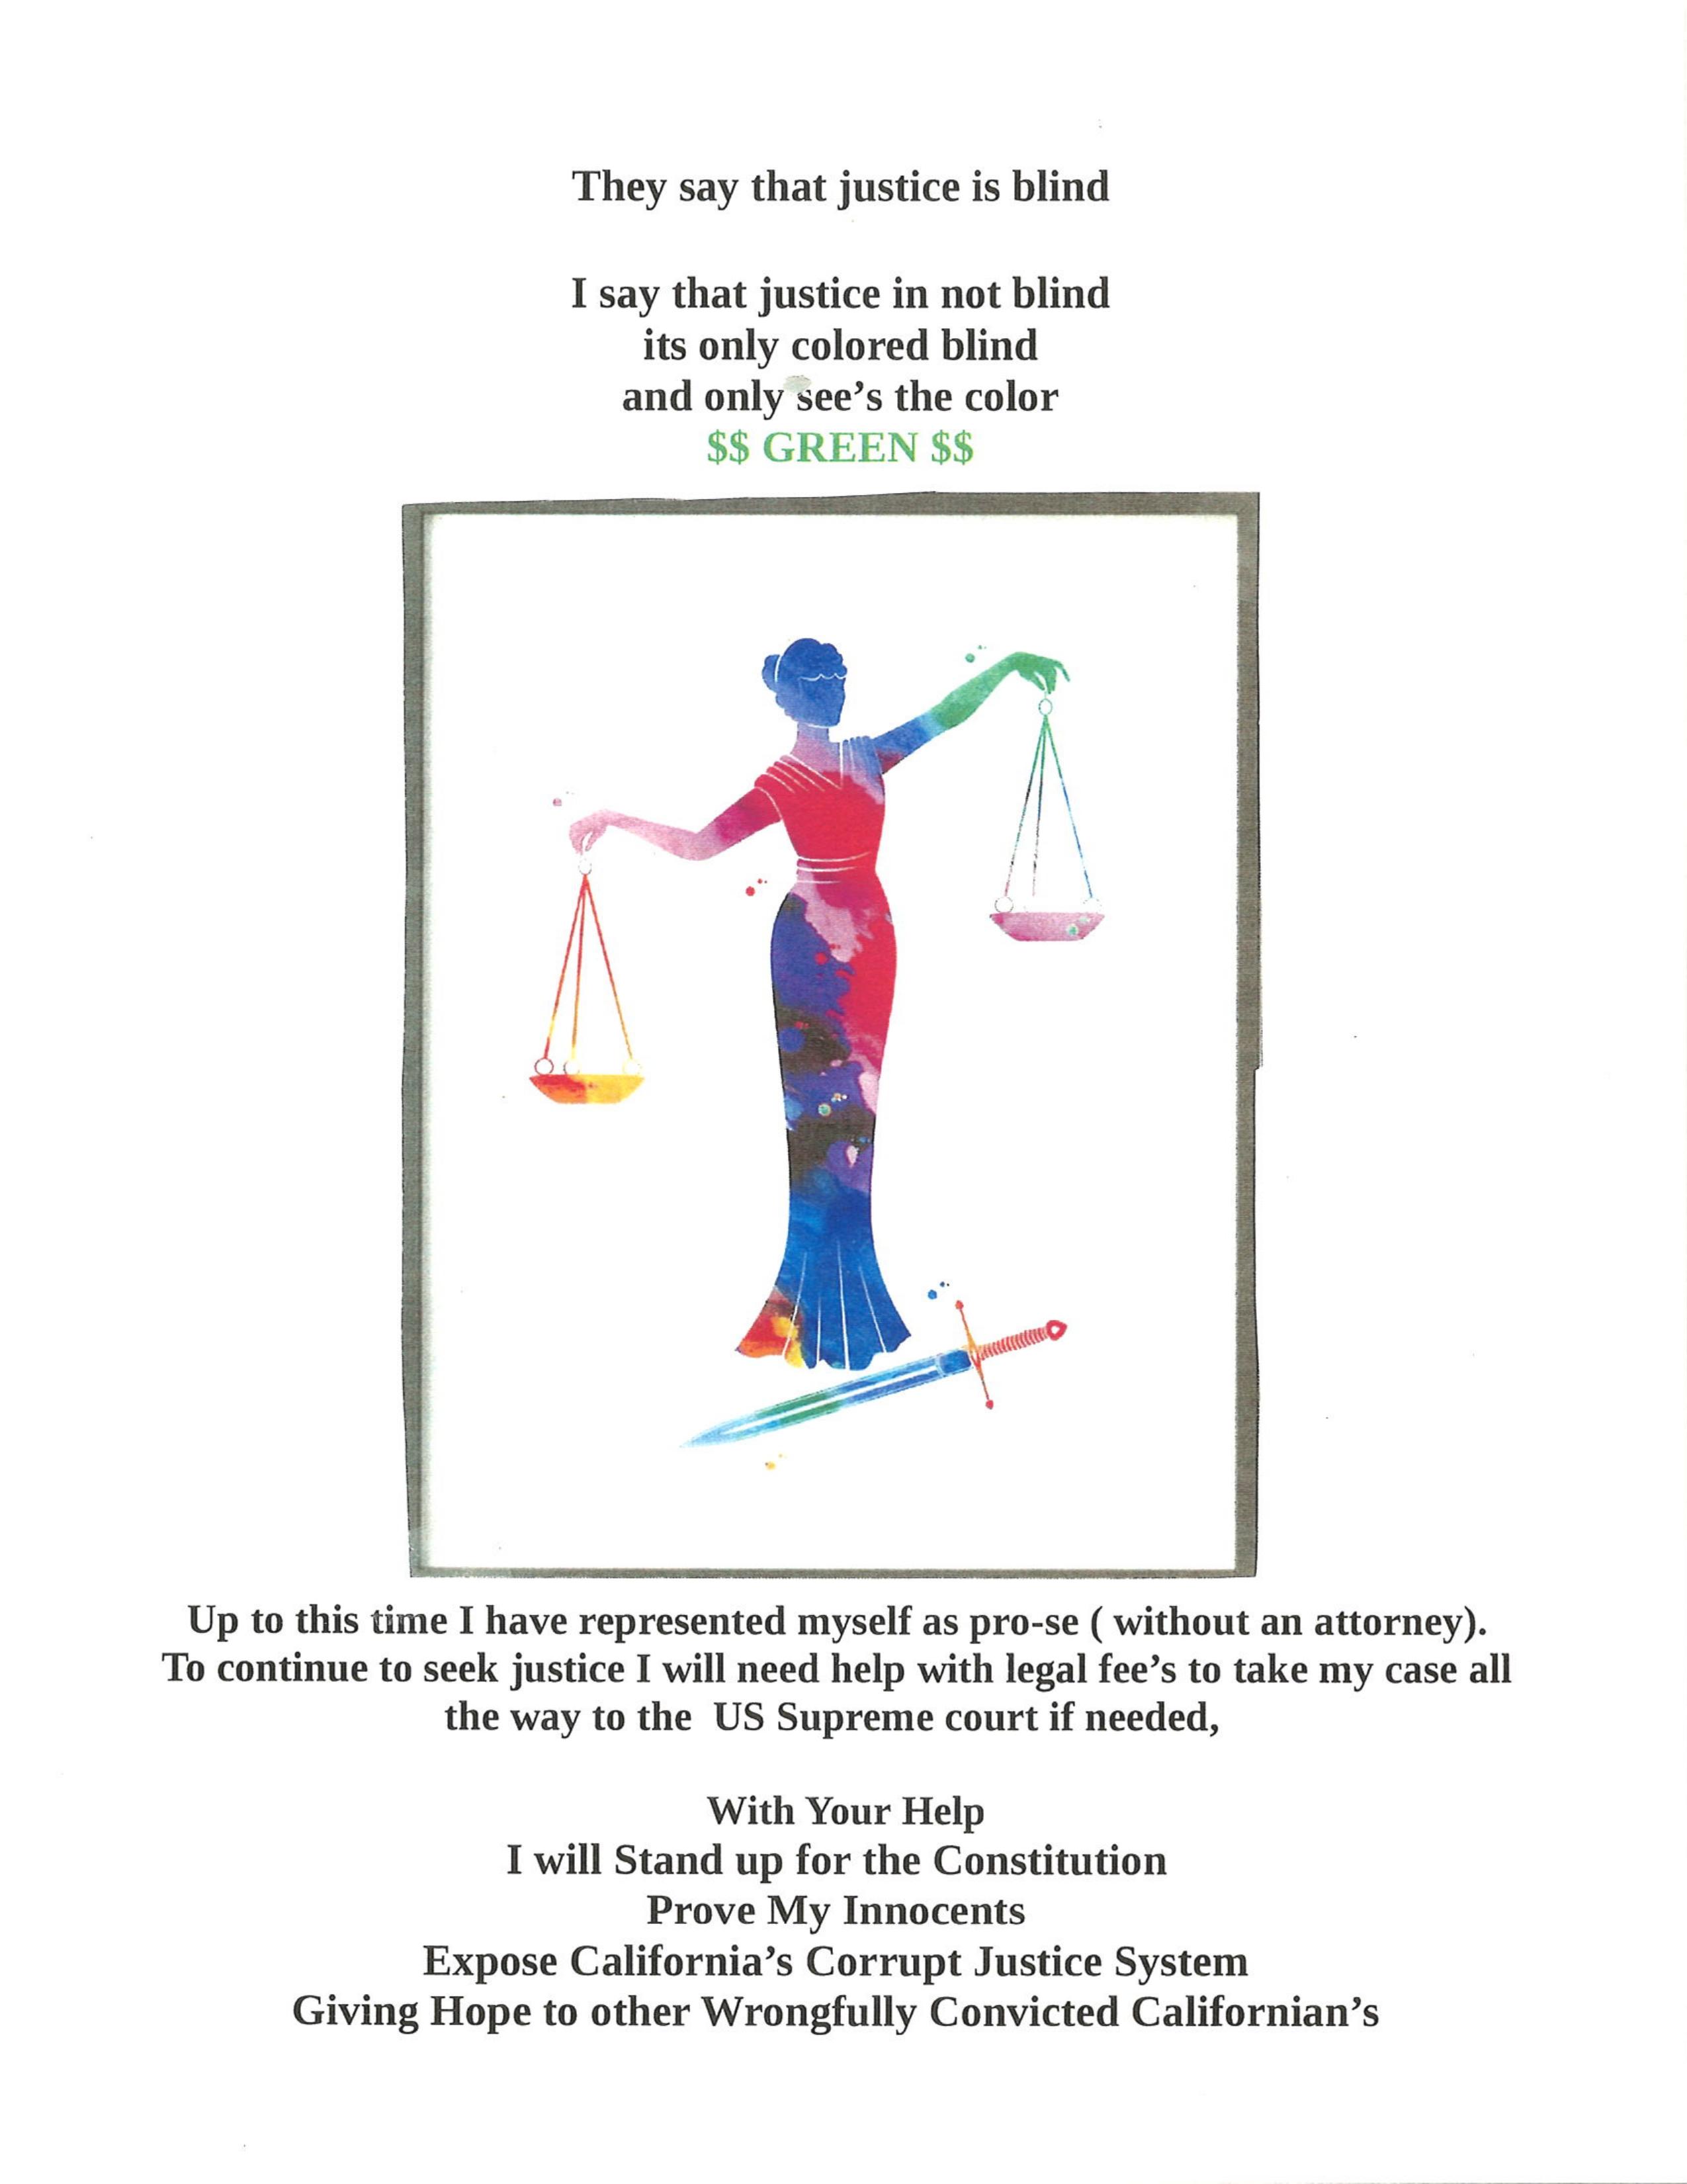 They say that justice is blind
I say that justice in not blind
its only colored blind
and only see's the color
$$ GREEN $$
Up to this time I have represented myself as pro-se ( without an attorney).
To continue to seek justice I will need help with legal fee's to take my case all
the way to the US Supreme court if needed,
With Your Help
I will Stand up for the Constitution
Prove My Innocents
Expose California's Corrupt Justice System
Giving Hope to other Wrongfully Convicted Californian's